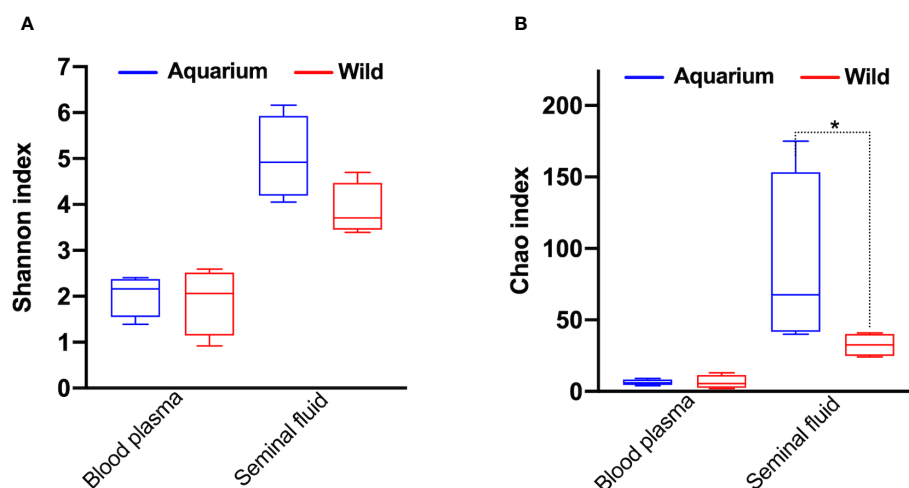 A
Aquarium Wild
Shannon index
7
6
5
4
3
2
1
0
Blood plasma
Seminal fluid
B
Aquarium Wild
Chao index
200
150
100
50
0
*
Blood plasma
Seminal fluid